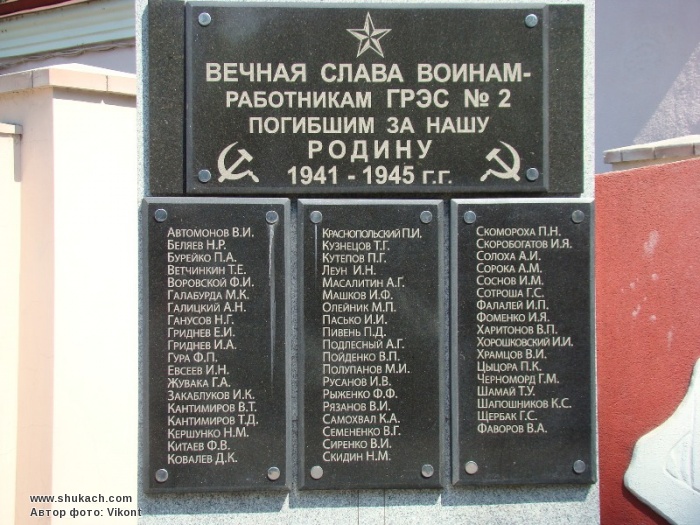 ВЕЧНАЯ СЛАВА ВОИНАМ-
РАБОТНИКАМ ГРЭС № 2
ПОГИБШИМ ЗА НАШУ
РОДИНУ
1941 - 1945 г.г.
АВТОМОНОВ В.И.
БЕЛЯЕВ Н.Р.
БУРЕЙКО П.А.
ВЕТЧИНКИН Т.Е.
ВОРОВСКОЙ Ф.И.
ГАЛАБУРДА М.К.
ГАЛИЦКИЙ А.Н.
ГАНУСОВ Н.Г.
ГРИДНЕВ Е.И.
ГРИДНЕВ И.А.
ГУРА Ф.П.
ЕВСЕЕВ И.Н.
ЖУВАКА Г.А.
ЗАКАБЛУКОВ И.К.
КАНТИМИРОВ В.Т.
КАНТИМИРОВ Т.Д.
КЕРШУНКО Н.М.
КИТАЕВ Ф.В.
КОВАЛЕВ Д.К.
КРАСНОПОЛЬСКИЙ П.И.
КУЗНЕЦОВ Т.Г.
КУТЕПОВ П.Г.
ЛЕУН И.Н.
МАСАЛИТИН А.Г.
МАШКОВ И.Ф.
ОЛЕЙНИК М.П.
ПАСЬКО И.И.
ПИВЕНЬ П.Д.
ПОДЛЕСНЫЙ А.Г.
ПОЙДЕНКО В.П.
ПОЛУПАНОВ М.И.
РУСАНОВ И.В.
РЫЖЕНКО Ф.Ф.
РЯЗАНОВ В.И.
САМОХВАЛ К.А.
СЕМЕНЕНКО В.Г.
СИРЕНКО В.И.
СКИДИН Н.М.
СКОМОРОХА П.Н.
СКОРОБОГАТОВ И.Я.
СОЛОХА А.И.
СОРОКА А.М.
СОСНОВ И.М.
СОТРОША Г.С.
ФАЛАЛЕЙ И.П.
ФОМЕНКО И.Я.
ХАРИТОНОВ В.П.
ХОРОШКОВСКИЙ И.И.
ХРАМЦОВ В.И.
ЦЫЦОРА П.К.
ЧЕРНОМОРД Г.М.
ШАМАЙ Т.У.
ШАПОШНИКОВ К.С.
ЩЕРБАК Г.С.
ФАВОРОВ В.А.
www.shukach.com
Автор фото: Vikont